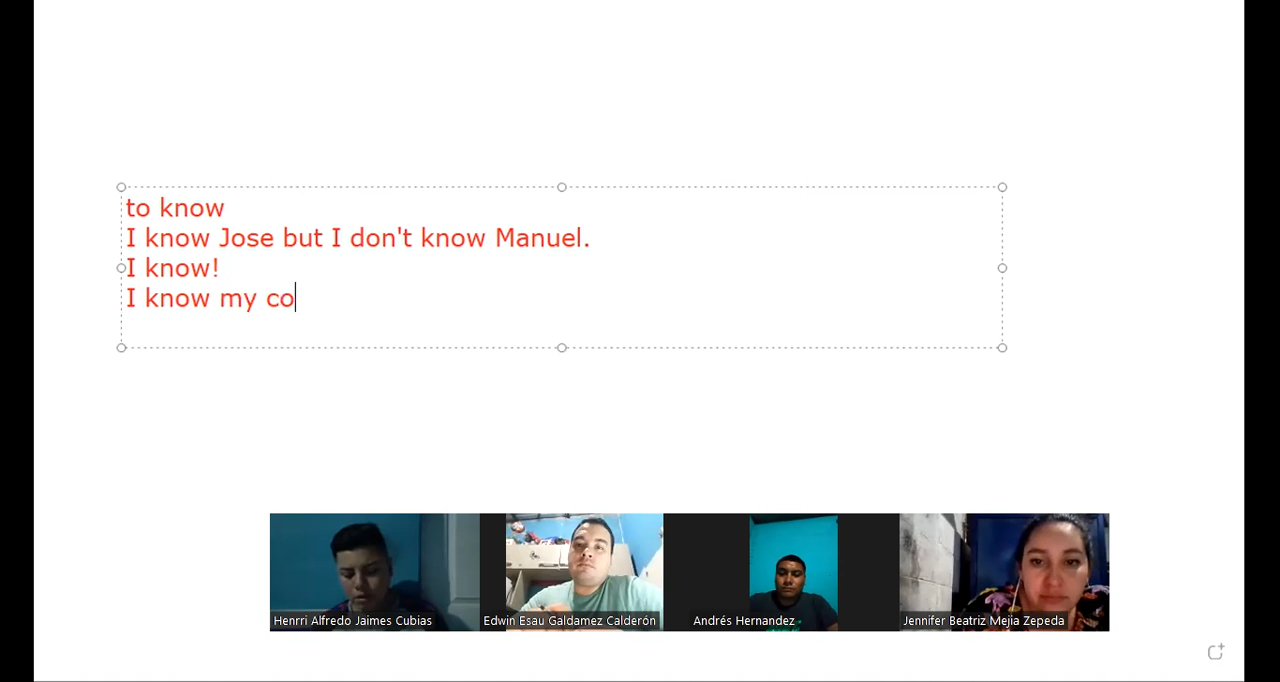 to know
I know Jose but I don't know Manuel.
I know!
I know my co
Henrri Alfredo Jaimes Cubias
Edwin Esau Galdamez Calderón
Andrés Hernandez
Jennifer Beatriz Mejia Zepeda